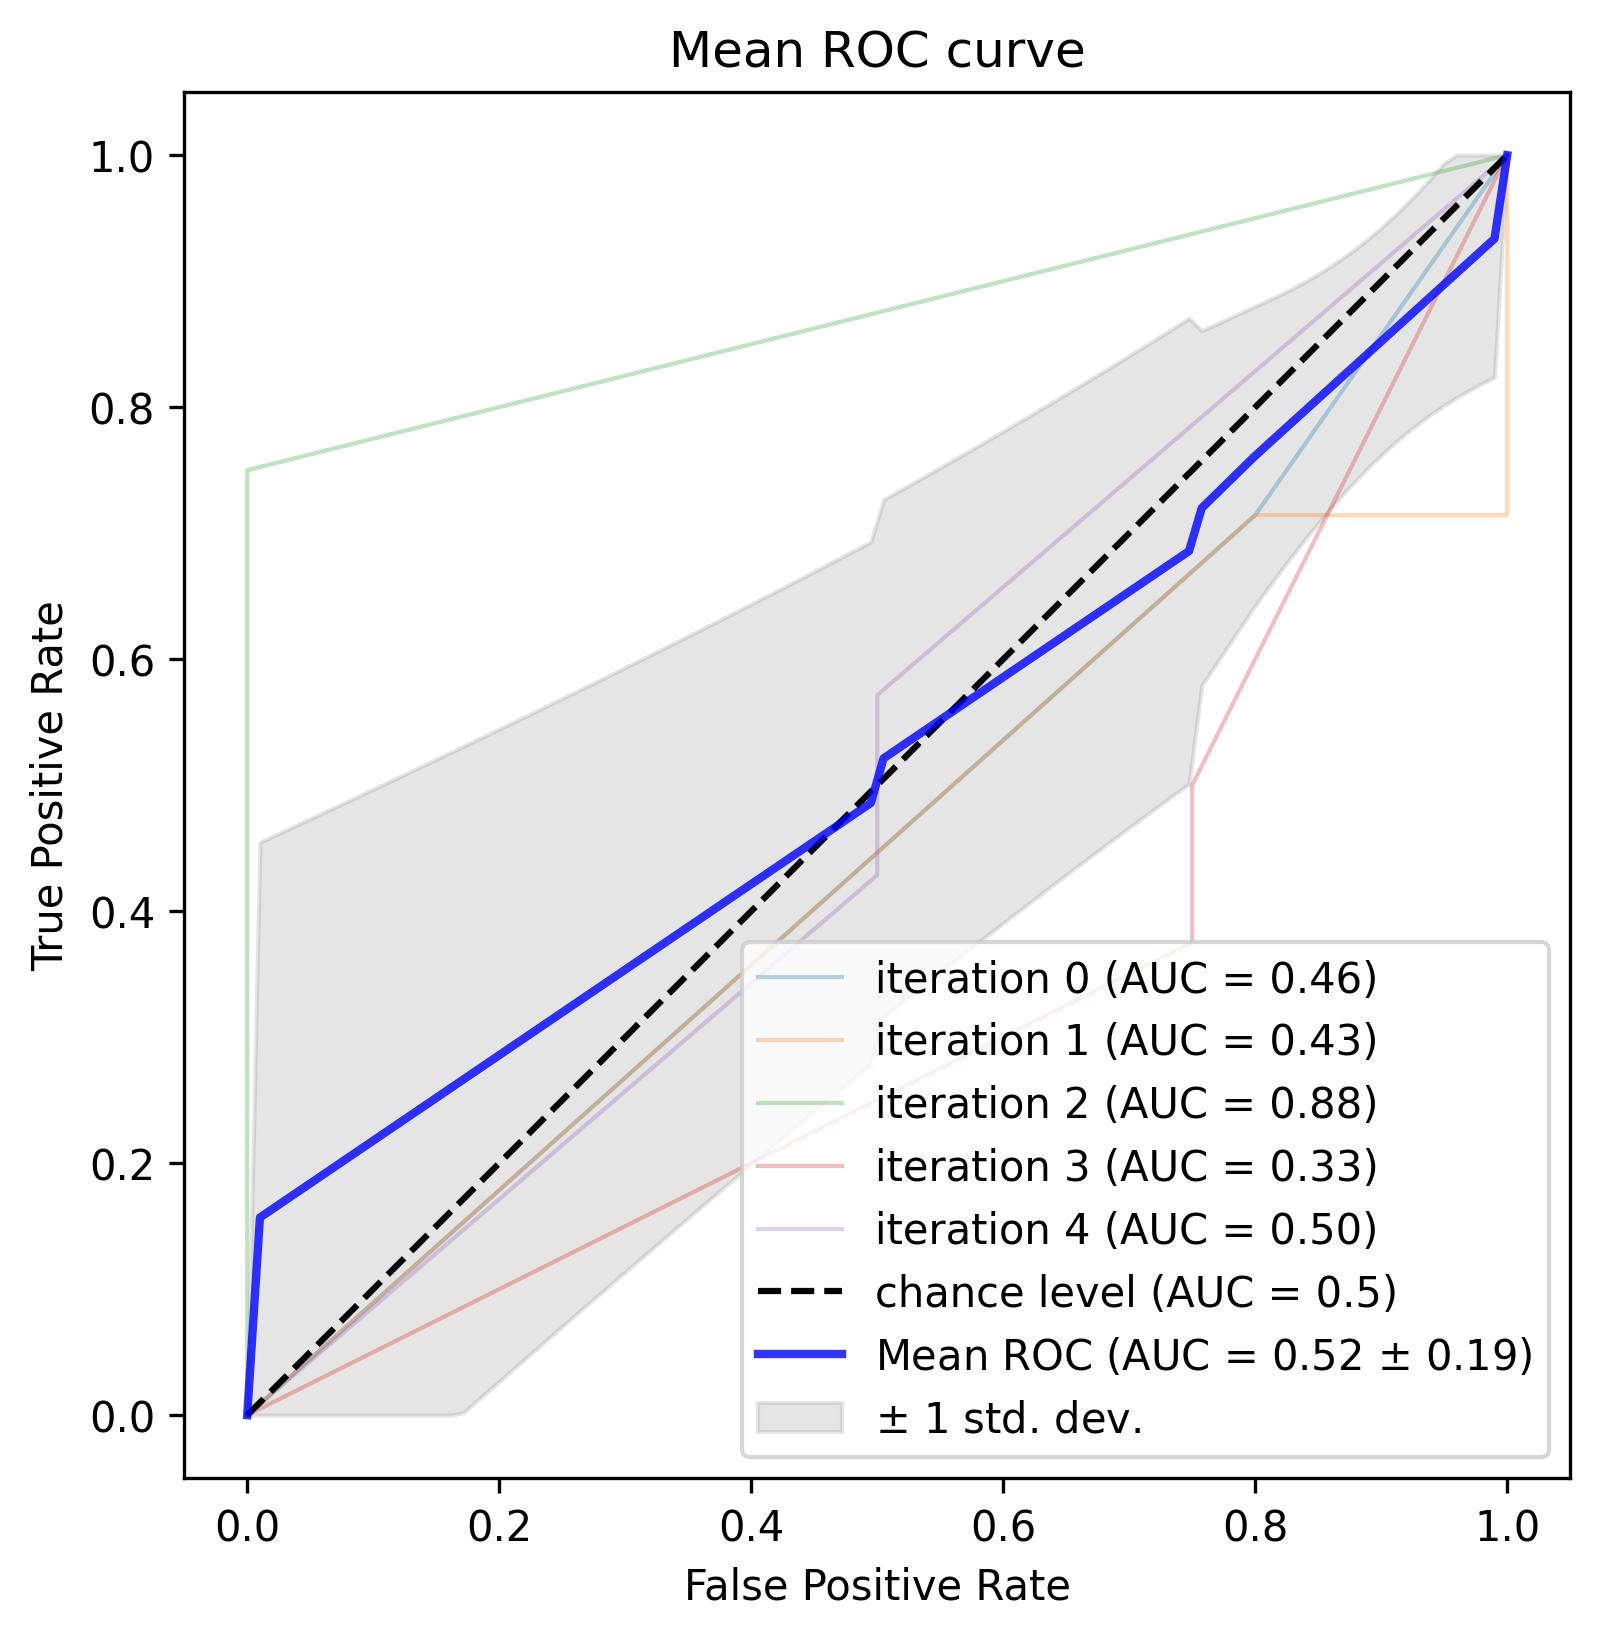 Mean ROC curve
1.0
0.8
0.6
0.4
0.2
0.0
True Positive Rate
iteration 0 (AUC = 0.46)
iteration 1 (AUC = 0.43)
iteration 2 (AUC = 0.88)
iteration 3 (AUC = 0.33)
iteration 4 (AUC = 0.50)
chance level (AUC = 0.5)
Mean ROC (AUC = 0.52 ± 0.19)
± 1 std. dev.
0.0 0.2 0.4 0.6 0.8 1.0
False Positive Rate